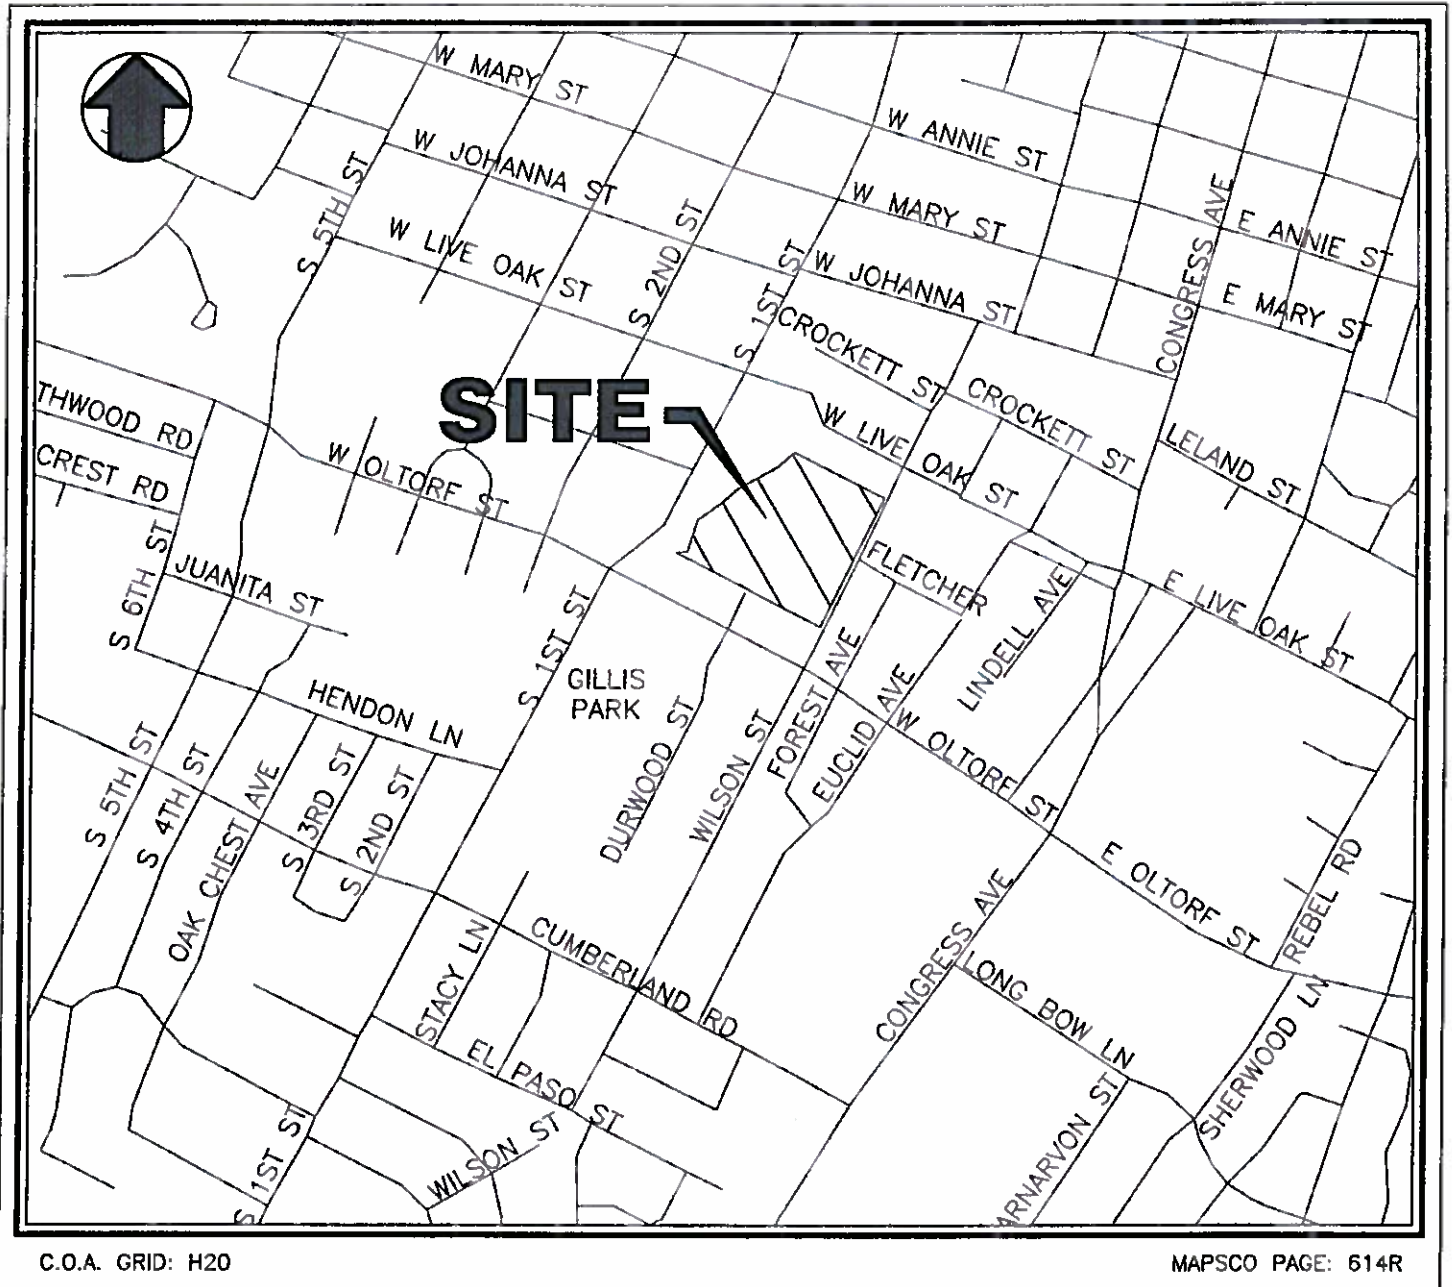 W MARY ST
W ANNIE ST
W JOHANNA ST
S 5TH ST
W MARY ST
CONGRESS AVE
E ANNIE ST
W LIVE OAK ST
S 2ND ST
S 1ST ST
W JOHANNA ST
E MARY ST
CROCKETT ST
SITE
CROCKETT ST
THWOOD RD
W LIVE OAK ST
LELAND ST
CREST RD
W OLTORF ST
S 6TH ST
JUANITA ST
FLETCHER
LINDELL AVE
E LIVE OAK ST
S 1ST ST
GILLIS
PARK
HENDON LN
DURWOOD ST
WILSON ST
FOREST AVE
EUCLID AVE
W OLTORF ST
S 5TH ST
S 4TH ST
OAK CHEST AVE
S 3RD ST
S 2ND ST
E OLTORF ST
REBEL RD
STACY LN
CUMBERLAND RD
CONGRESS AVE
LONG BOW LN
SHERWOOD LN
EL PASO ST
WILSON ST
S 1ST ST
ARNARVON ST
C.O.A. GRID: H20
MAPSCO PAGE: 614R